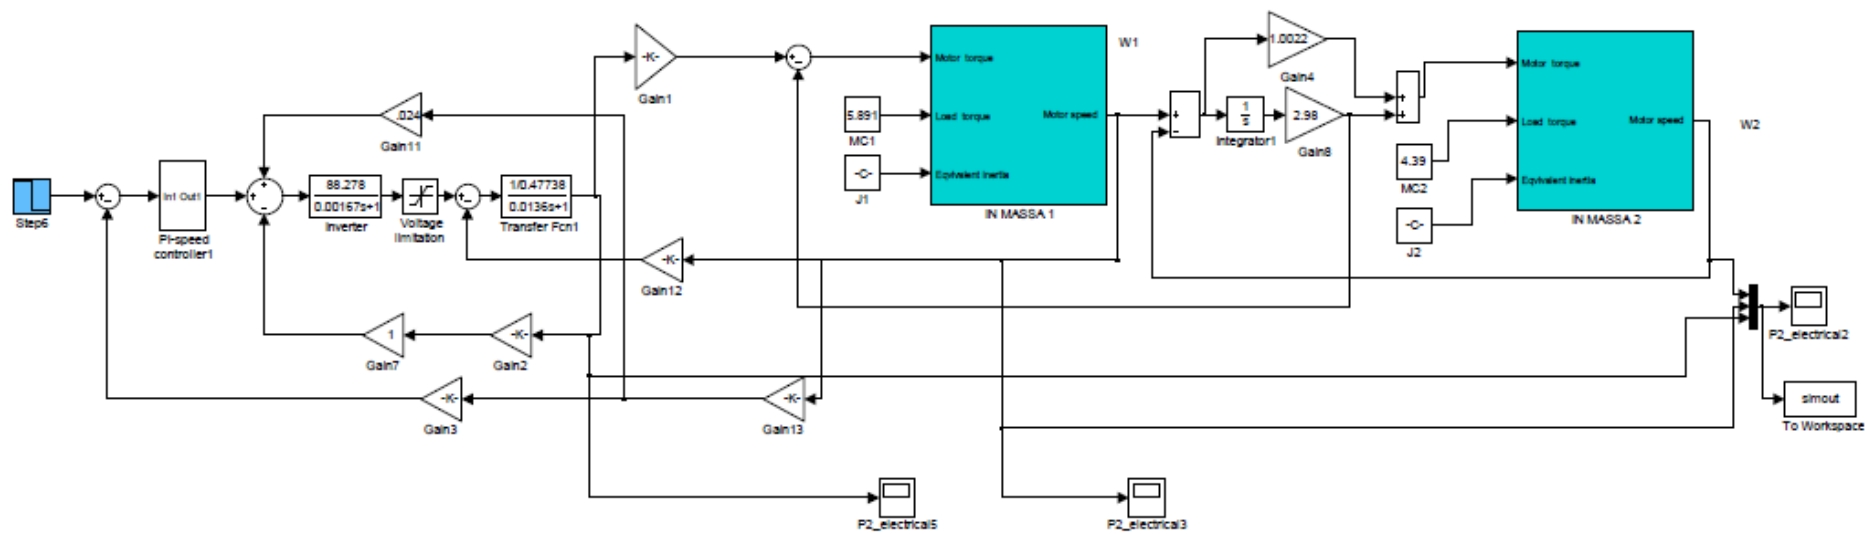 Step6
In1 Out1
PI-speed
controller1
.024
Gain11
88.278
0.00167s+1
Inverter
Voltage
limitation
1/0.47738
0.0136s+1
Transfer Fcn1
-K-
Gain1
-K-
Gain12
1
Gain7
-K-
Gain2
-K-
Gain3
-K-
Gain13
5.891
MC1
-C-
J1
Motor torque
Load torque
Equivalent inertia
Motor speed
IN MASSA 1
W1
1
s
Integrator1
1.0022
Gain4
2.98
Gain8
4.39
MC2
-C-
J2
Motor torque
Load torque
Equivalent inertia
Motor speed
IN MASSA 2
W2
P2_electrical2
simout
To Workspace
P2_electrical5
P2_electrical3